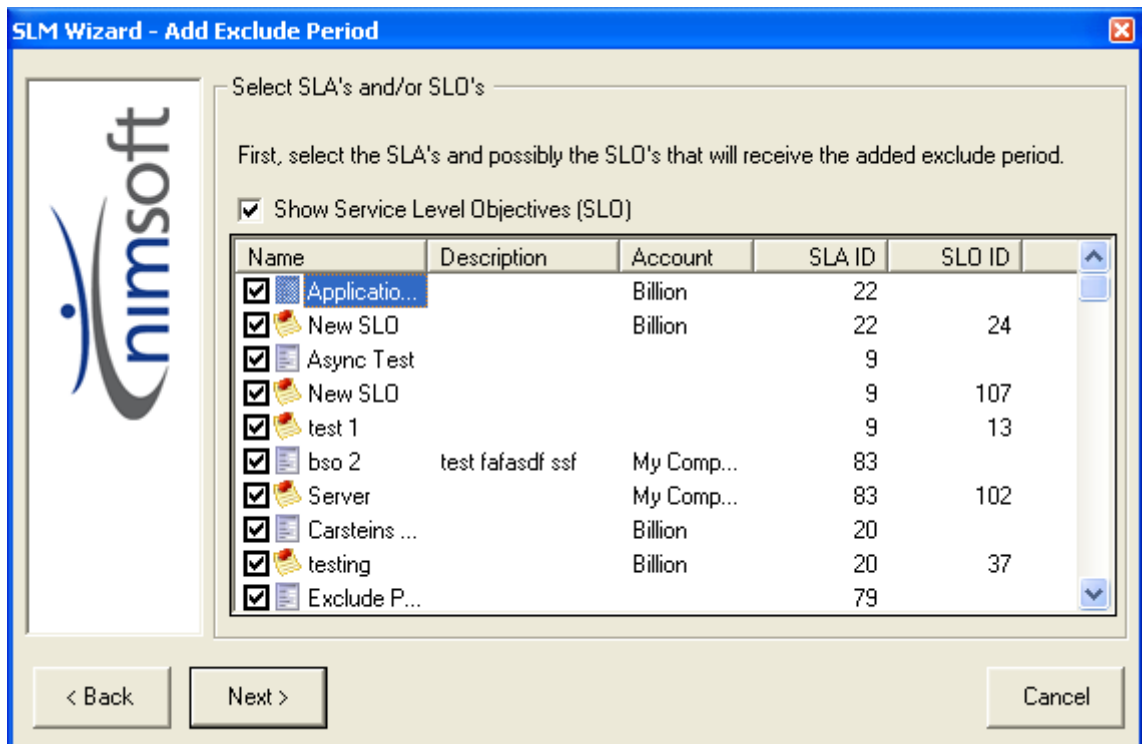 SLM Wizard - Add Exclude Period
nimsoft
Select SLA's and/or SLO's
First, select the SLA's and possibly the SLO's that will receive the added exclude period.
Show Service Level Objectives (SLO)
Name Description Account SLA ID SLO ID
Applicatio... Billion 22
New SLO Billion 22 24
Async Test 9
New SLO 9 107
test 1 9 13
bso 2 test fafasdf ssf My Comp... 83
Server My Comp... 83 102
Carsteins ... Billion 20
testing Billion 20 37
Exclude P... 79
< Back Next > Cancel